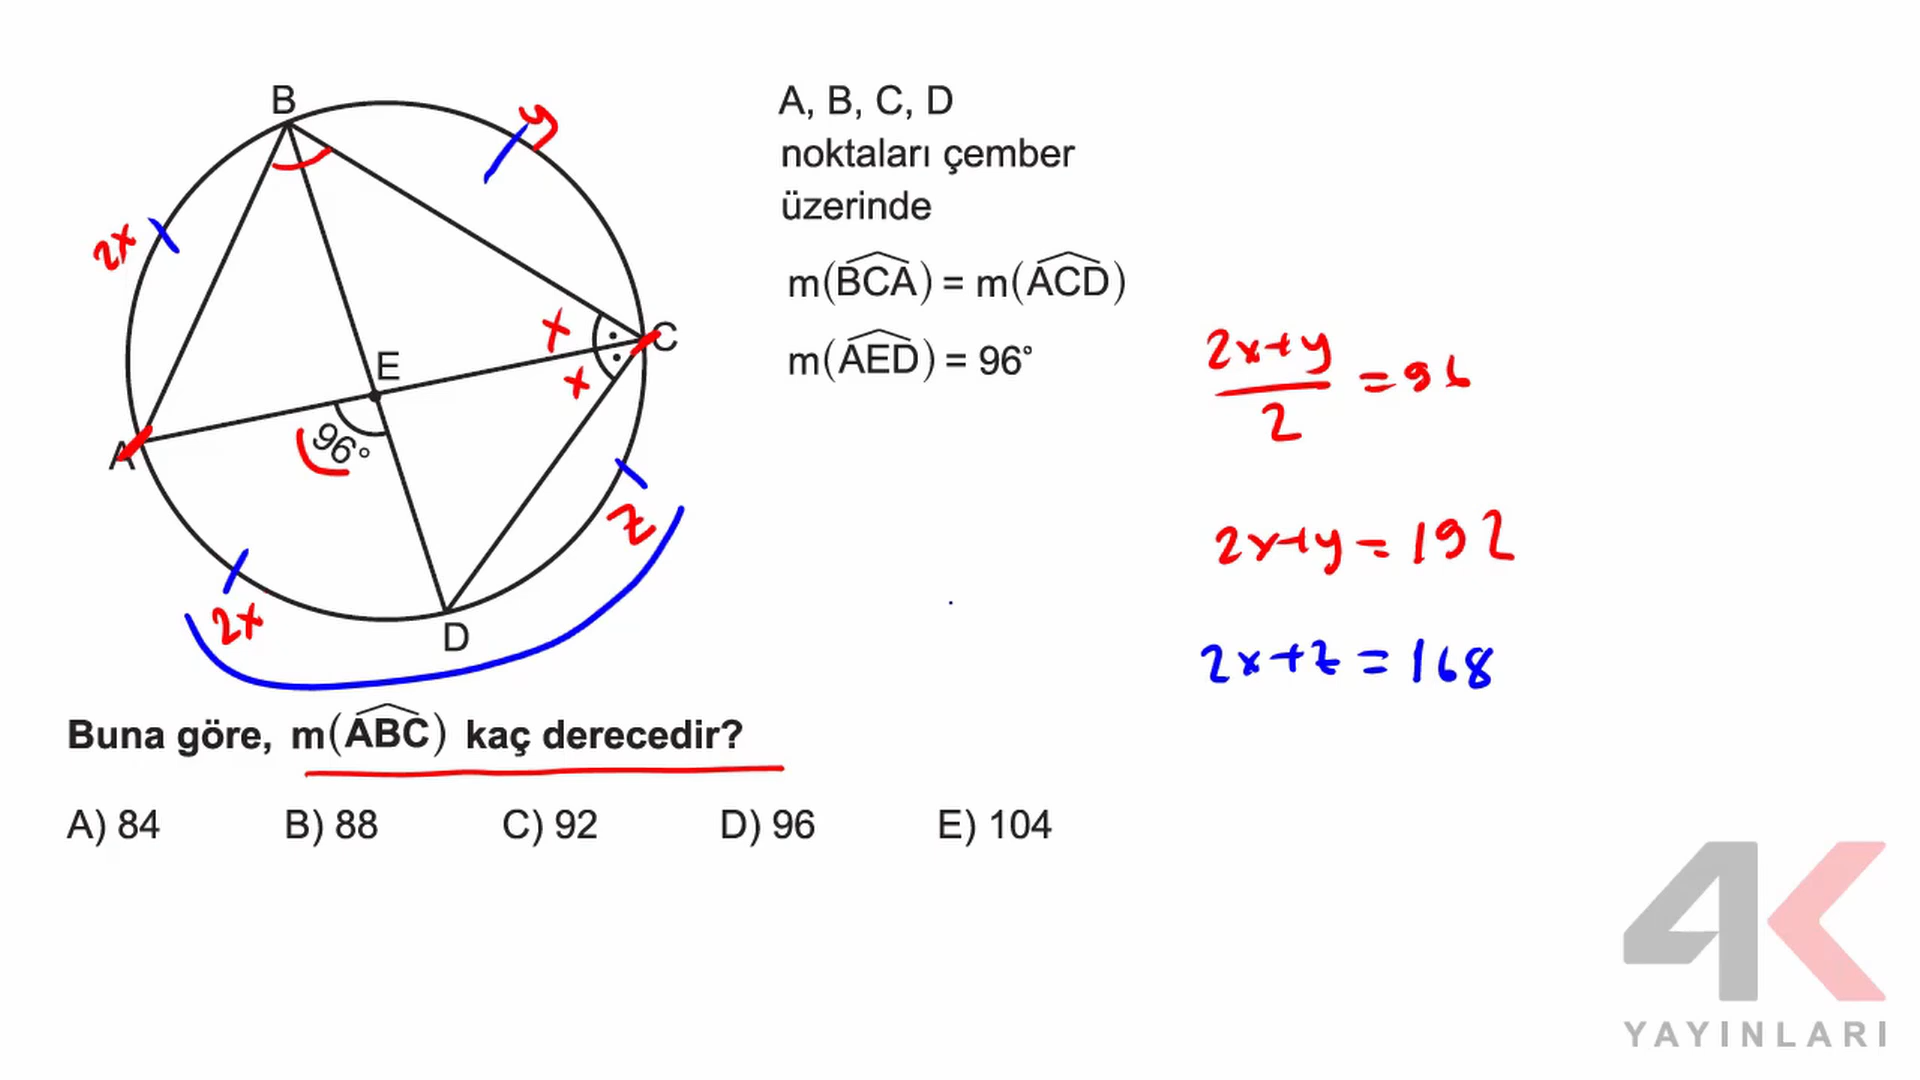 B
y
A, B, C, D
noktaları çember
üzerinde
2x
m(BCA) = m(ACD)
m(AED) = 96°
x
C
E
x
A
96°
2x+y
2
=96
z
2x+y = 192
2x
D
2x+z = 168
Buna göre, m(ABC) kaç derecedir?
A) 84 B) 88 C) 92 D) 96 E) 104
4K
YAYINLARI